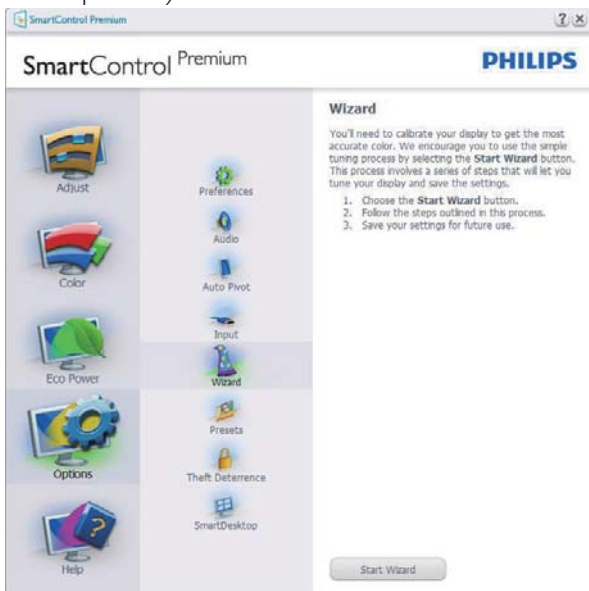 SmartControl Premium
SmartControl Premium
PHILIPS
Adjust
Color
Eco Power
Options
Help
Preferences
Audio
Auto Pivot
Input
Wizard
Presets
Theft Deterrence
SmartDesktop
Wizard
You'll need to calibrate your display to get the most
accurate color. We encourage you to use the simple
tuning process by selecting the Start Wizard button.
This process involves a series of steps that will let you
tune your display and save the settings.
1. Choose the Start Wizard button.
2. Follow the steps outlined in this process.
3. Save your settings for future use.
Start Wizard